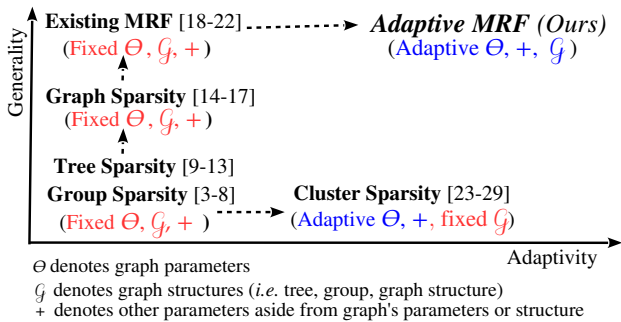 Existing MRF [18-22]
(Fixed Θ, 𝒢, +)
Adaptive MRF (Ours)
(Adaptive Θ, +, 𝒢)
Generality
Graph Sparsity [14-17]
(Fixed Θ, 𝒢, +)
Tree Sparsity [9-13]
Group Sparsity [3-8]
(Fixed Θ, 𝒢, +)
Cluster Sparsity [23-29]
(Adaptive Θ, +, fixed 𝒢)
Adaptivity
Θ denotes graph parameters
𝒢 denotes graph structures (i.e. tree, group, graph structure)
+ denotes other parameters aside from graph's parameters or structure